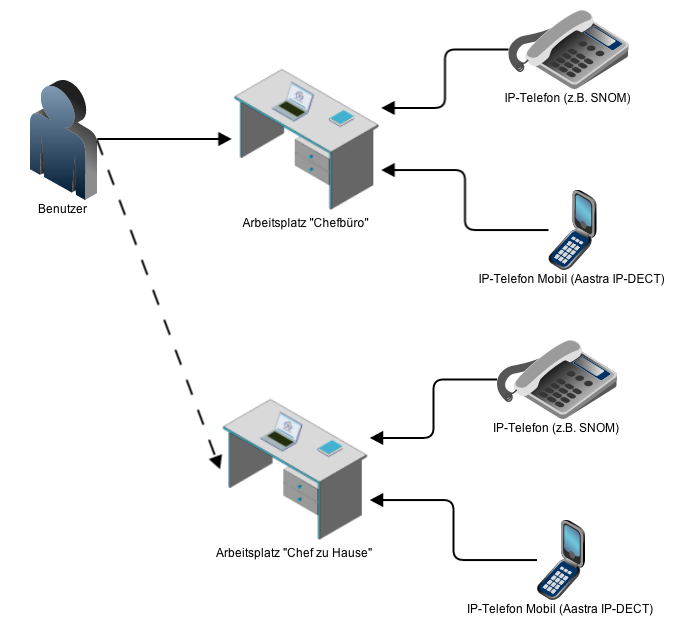 IP-Telefon (z.B. SNOM)
Benutzer
Arbeitsplatz "Chefbüro"
IP-Telefon Mobil (Aastra IP-DECT)
IP-Telefon (z.B. SNOM)
Arbeitsplatz "Chef zu Hause"
IP-Telefon Mobil (Aastra IP-DECT)